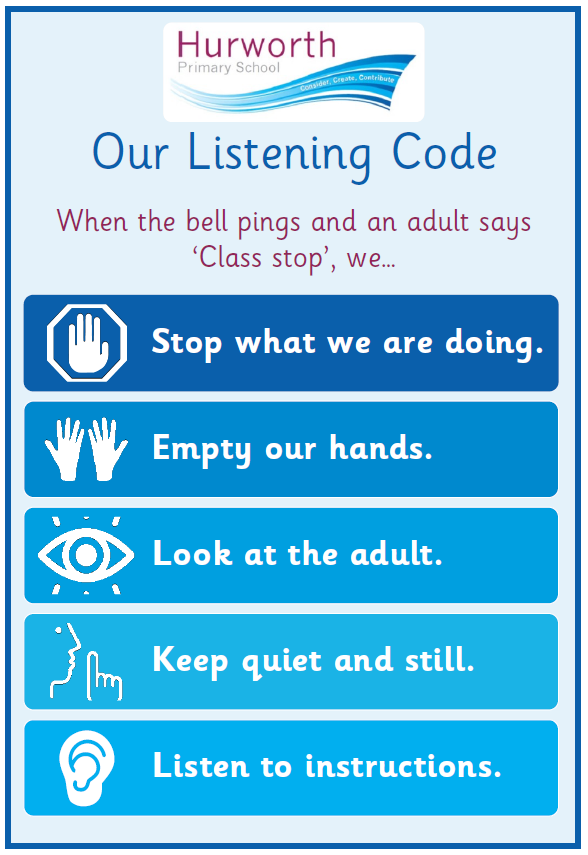 Hurworth
Primary School
Consider, Create, Contribute
Our Listening Code
When the bell pings and an adult says
‘Class stop’, we...
Stop what we are doing.
Empty our hands.
Look at the adult.
Keep quiet and still.
Listen to instructions.